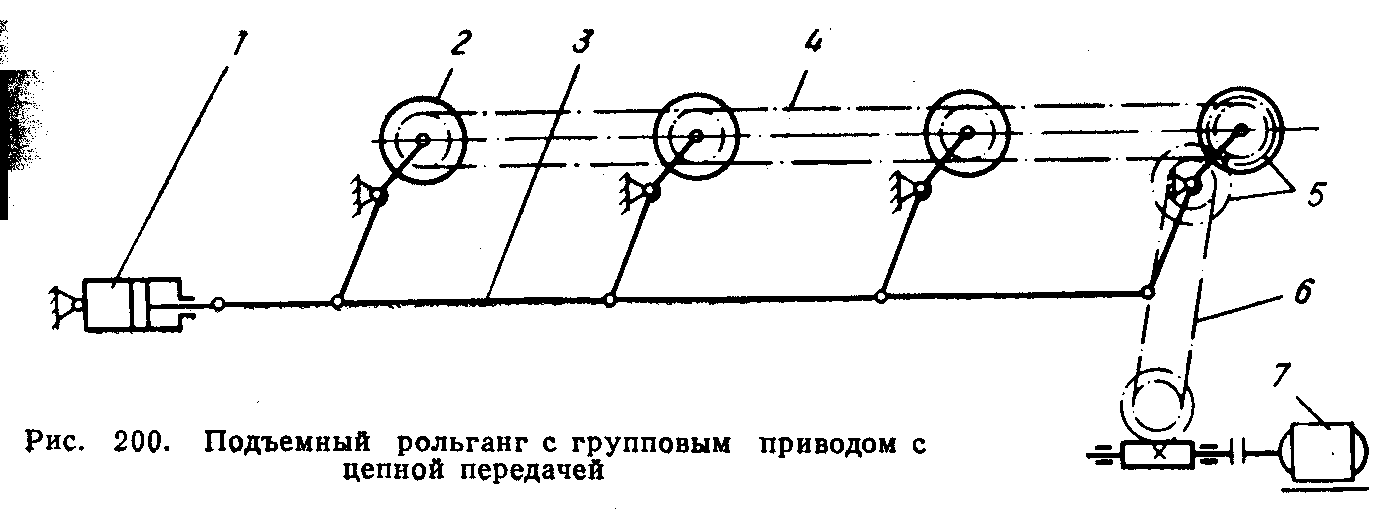 1 2 3 4
5
6
7
Рис. 200. Подъемный рольганг с групповым приводом с
цепной передачей